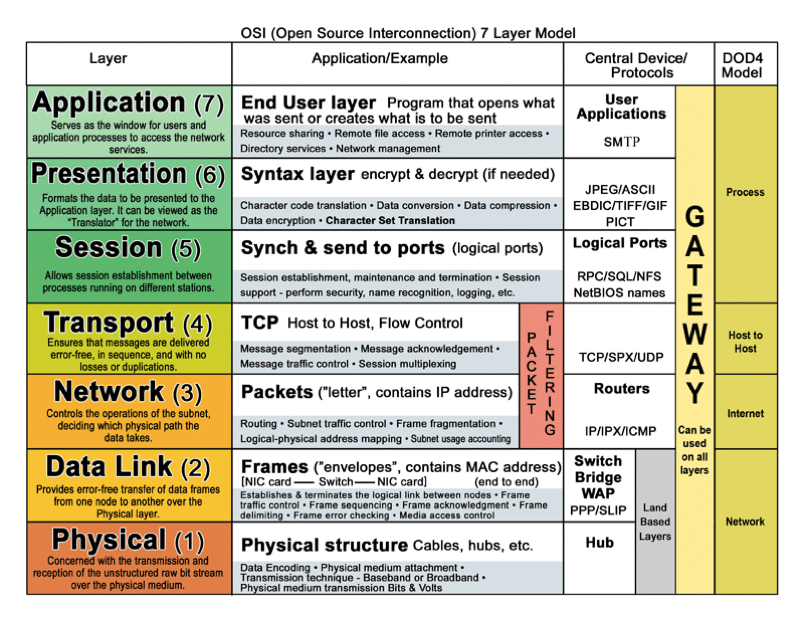 OSI (Open Source Interconnection) 7 Layer Model
Layer
Application/Example
Central Device/
Protocols
DOD4
Model
Application (7)
Serves as the window for users and
application processes to access the network
services.
End User layer Program that opens what
was sent or creates what is to be sent
Resource sharing • Remote file access • Remote printer access •
Directory services • Network management
User
Applications
SMTP
Presentation (6)
Formats the data to be presented to the
Application layer. It can be viewed as the
"Translator" for the network.
Syntax layer encrypt & decrypt (if needed)
Character code translation • Data conversion • Data compression •
Data encryption • Character Set Translation
JPEG/ASCII
EBDIC/TIFF/GIF
PICT
Process
Session (5)
Allows session establishment between
processes running on different stations.
Synch & send to ports (logical ports)
Session establishment, maintenance and termination • Session
support - perform security, name recognition, logging, etc.
Logical Ports
RPC/SQL/NFS
NetBIOS names
Transport (4)
Ensures that messages are delivered
error-free, in sequence, and with no
losses or duplications.
TCP Host to Host, Flow Control
Message segmentation • Message acknowledgement •
Message traffic control • Session multiplexing
PACKET
FILTERING
TCP/SPX/UDP
Host to
Host
Network (3)
Controls the operations of the subnet,
deciding which physical path the
data takes.
Packets ("letter", contains IP address)
Routing • Subnet traffic control • Frame fragmentation •
Logical-physical address mapping • Subnet usage accounting
Routers
IP/IPX/ICMP
Internet
GATEWAY
Can be
used
on all
layers
Data Link (2)
Provides error-free transfer of data frames
from one node to another over the
Physical layer.
Frames ("envelopes", contains MAC address)
[NIC card — Switch — NIC card] (end to end)
Establishes & terminates the logical link between nodes • Frame
traffic control • Frame sequencing • Frame acknowledgment • Frame
delimiting • Frame error checking • Media access control
Switch
Bridge
WAP
PPP/SLIP
Land
Based
Layers
Network
Physical (1)
Concerned with the transmission and
reception of the unstructured raw bit stream
over the physical medium.
Physical structure Cables, hubs, etc.
Data Encoding • Physical medium attachment •
Transmission technique - Baseband or Broadband •
Physical medium transmission Bits & Volts
Hub